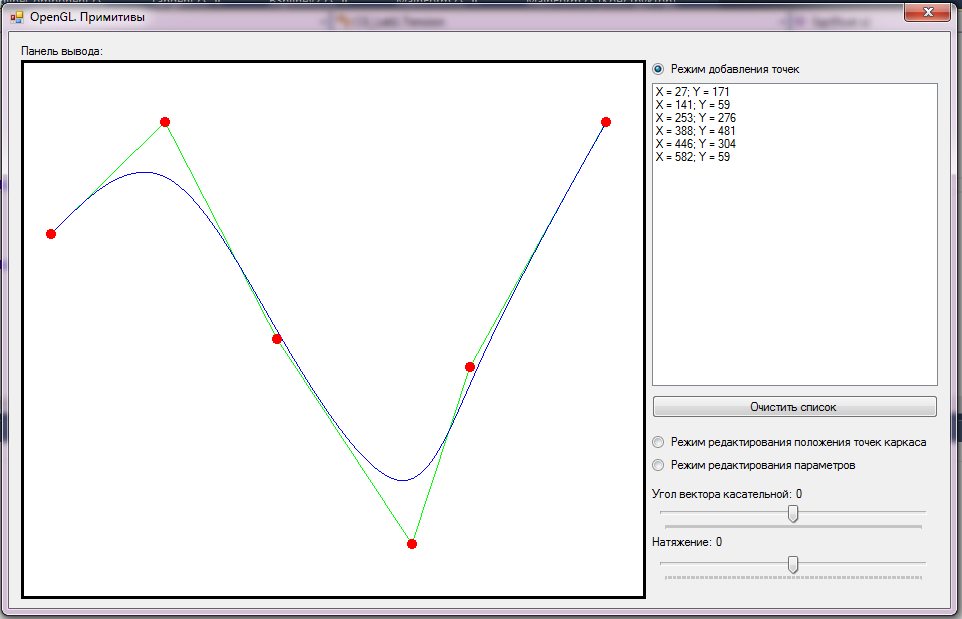 OpenGL. Примитивы
Панель вывода:
Режим добавления точек
X = 27; Y = 171
X = 141; Y = 59
X = 253; Y = 276
X = 388; Y = 481
X = 446; Y = 304
X = 582; Y = 59
Очистить список
Режим редактирования положения точек каркаса
Режим редактирования параметров
Угол вектора касательной: 0
Натяжение: 0